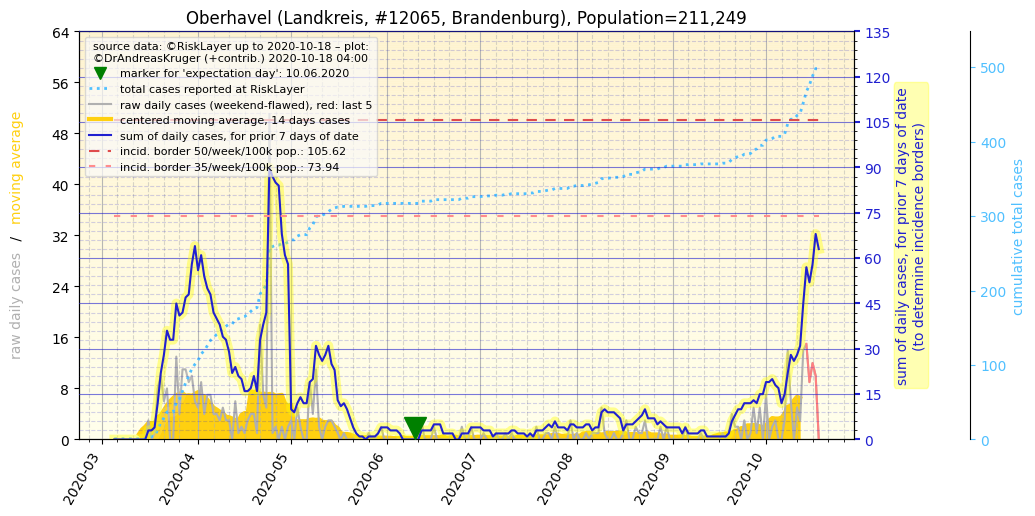 Oberhavel (Landkreis, #12065, Brandenburg), Population=211,249
source data: ©RiskLayer up to 2020-10-18 – plot:
©DrAndreasKruger (+contrib.) 2020-10-18 04:00
marker for 'expectation day': 10.06.2020
total cases reported at RiskLayer
raw daily cases (weekend-flawed), red: last 5
centered moving average, 14 days cases
sum of daily cases, for prior 7 days of date
incid. border 50/week/100k pop.: 105.62
incid. border 35/week/100k pop.: 73.94
raw daily cases / moving average
64
56
48
40
32
24
16
8
0
135
120
105
90
75
60
45
30
15
0
sum of daily cases, for prior 7 days of date
(to determine incidence borders)
500
400
300
200
100
0
cumulative total cases
2020-03
2020-04
2020-05
2020-06
2020-07
2020-08
2020-09
2020-10